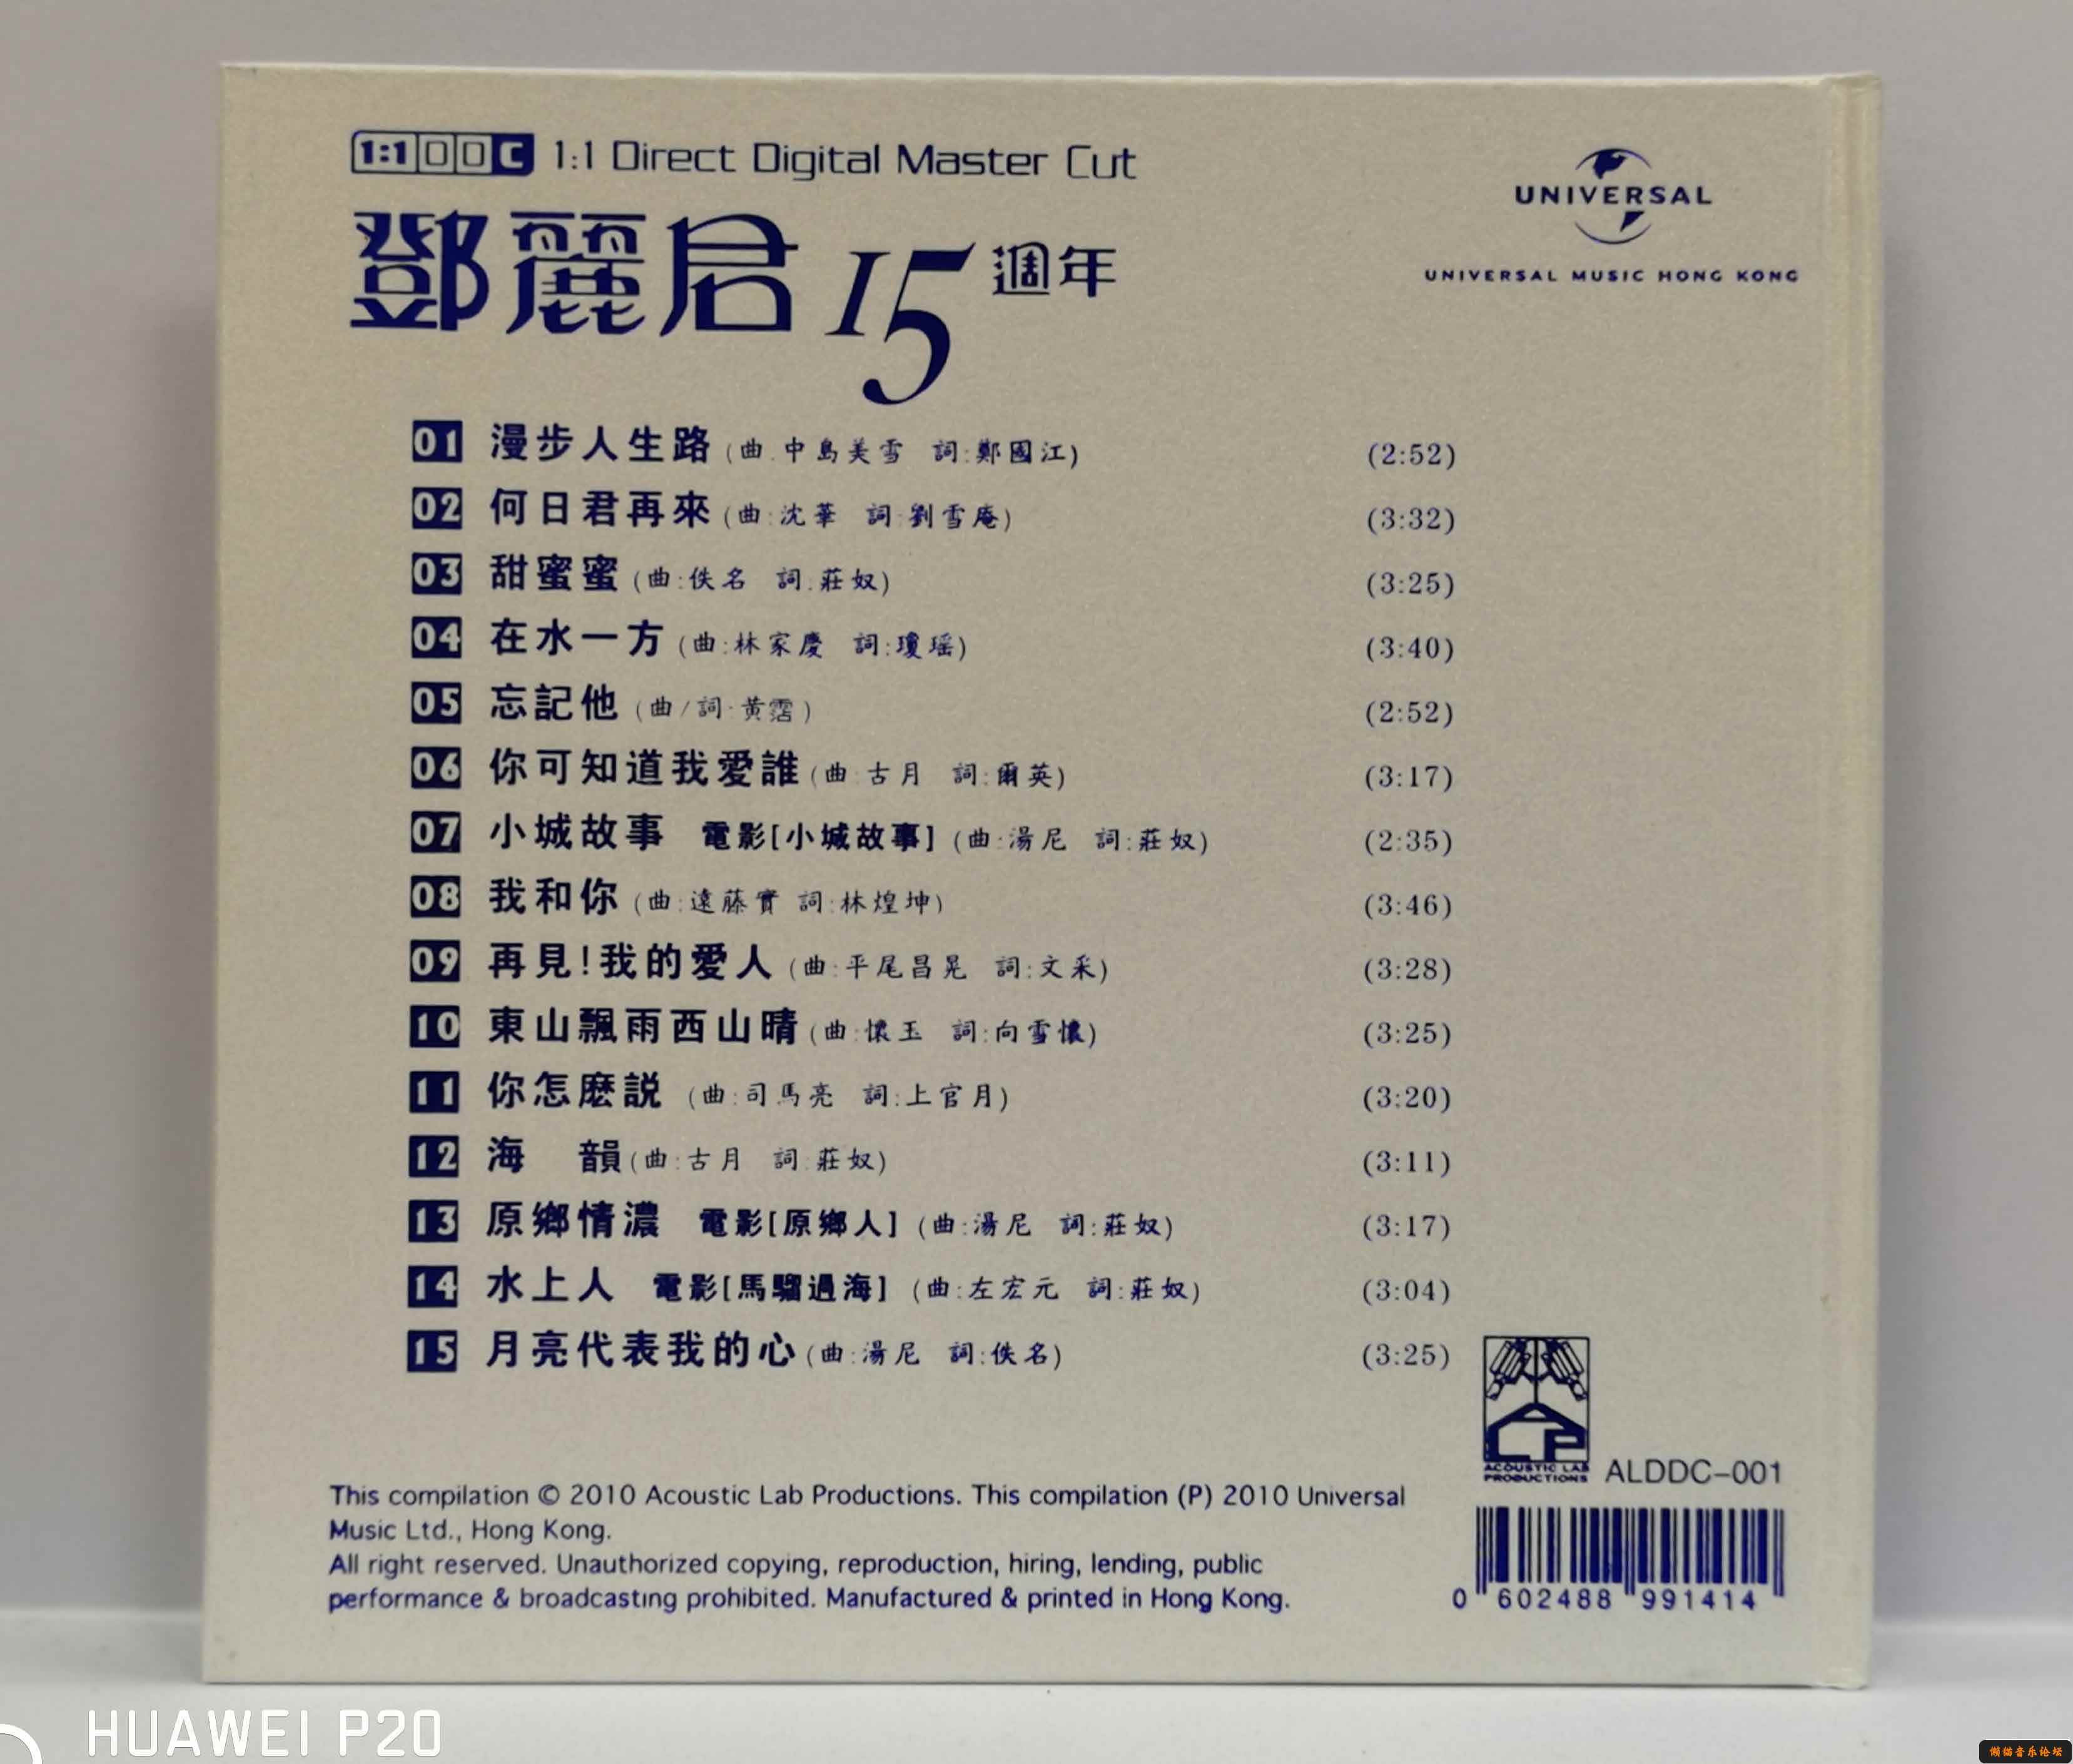 1:1 DDC 1:1 Direct Digital Master Cut
UNIVERSAL
UNIVERSAL MUSIC HONG KONG
鄧麗君 15 週年
01 漫步人生路 (曲:中島美雪 詞:鄭國江) (2:52)
02 何日君再來 (曲:沈華 詞:劉雪庵) (3:32)
03 甜蜜蜜 (曲:佚名 詞:莊奴) (3:25)
04 在水一方 (曲:林家慶 詞:瓊瑤) (3:40)
05 忘記他 (曲/詞:黃霑) (2:52)
06 你可知道我愛誰 (曲:古月 詞:爾英) (3:17)
07 小城故事 電影[小城故事] (曲:湯尼 詞:莊奴) (2:35)
08 我和你 (曲:遠藤實 詞:林煌坤) (3:46)
09 再見!我的愛人 (曲:平尾昌晃 詞:文采) (3:28)
10 東山飄雨西山晴 (曲:懷玉 詞:向雪懷) (3:25)
11 你怎麽説 (曲:司馬亮 詞:上官月) (3:20)
12 海 韻 (曲:古月 詞:莊奴) (3:11)
13 原鄉情濃 電影[原鄉人] (曲:湯尼 詞:莊奴) (3:17)
14 水上人 電影[馬騮過海] (曲:左宏元 詞:莊奴) (3:04)
15 月亮代表我的心 (曲:湯尼 詞:佚名) (3:25)
ALP
ACOUSTIC LAB
PRODUCTIONS ALDDC-001
This compilation © 2010 Acoustic Lab Productions. This compilation (P) 2010 Universal
Music Ltd., Hong Kong.
All right reserved. Unauthorized copying, reproduction, hiring, lending, public
performance & broadcasting prohibited. Manufactured & printed in Hong Kong.
0 602488 991414
HUAWEI P20
懒猫音乐论坛